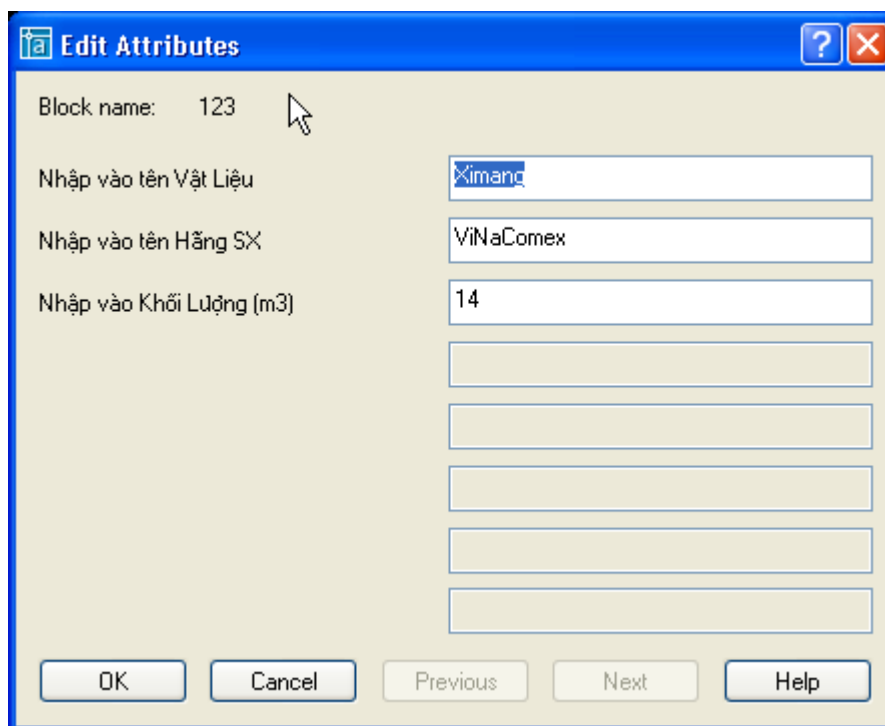 Edit Attributes
Block name: 123
Nhập vào tên Vật Liệu Ximang
Nhập vào tên Hãng SX ViNaComex
Nhập vào Khối Lượng (m3) 14
OK Cancel Previous Next Help